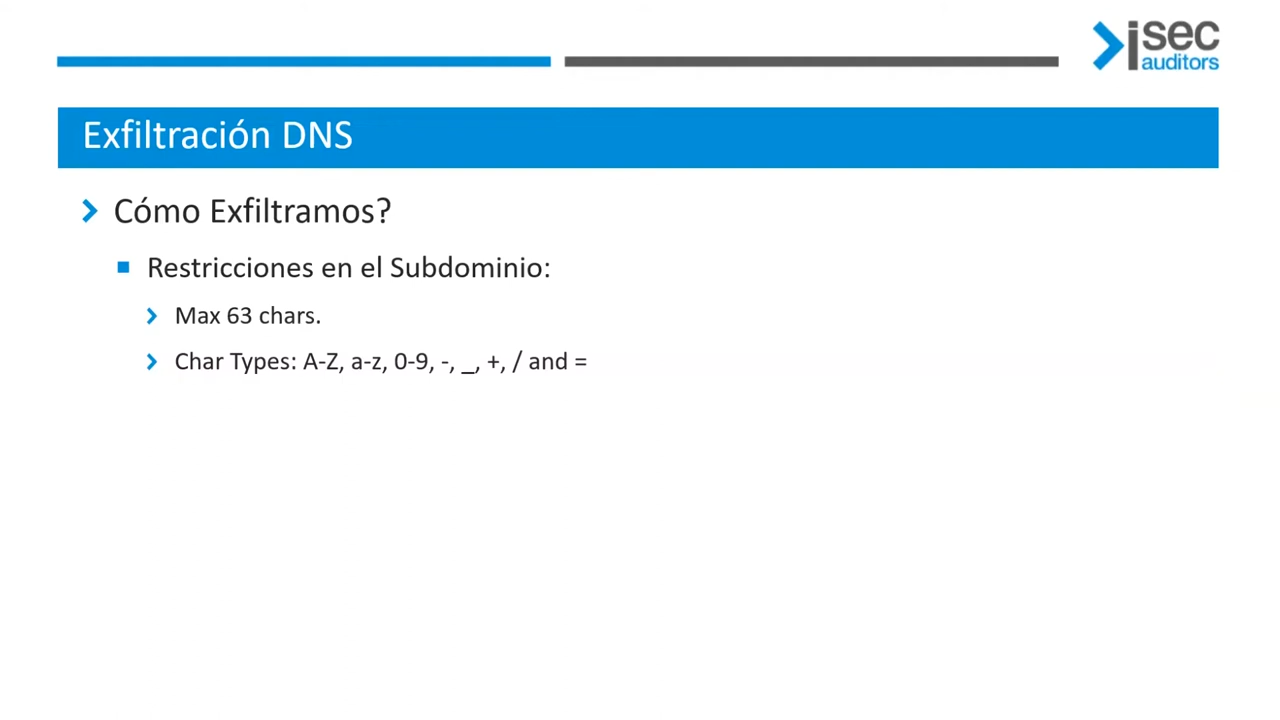 isec
auditors
Exfiltración DNS
Cómo Exfiltramos?
Restricciones en el Subdominio:
Max 63 chars.
Char Types: A-Z, a-z, 0-9, -, _, +, / and =